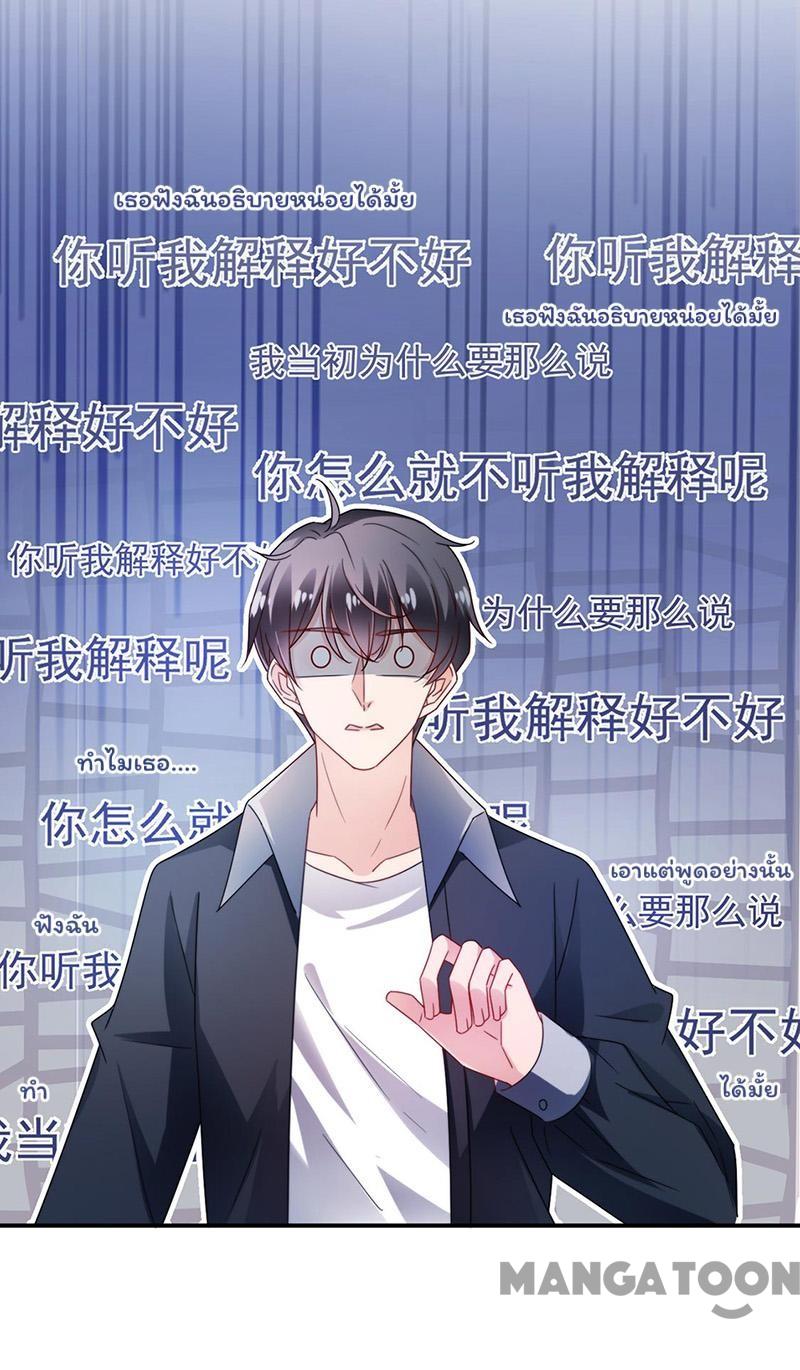 เธอฟังฉันอธิบายหน่อยได้มั้ย
你听我解释好不好
你听我解释
เธอฟังฉันอธิบายหน่อยได้มั้ย
我当初为什么要那么说
解释好不好
你怎么就不听我解释呢
你听我解释好不
为什么要那么说
听我解释呢
听我解释好不好
ทำไมเธอ....
你怎么就
呢
เอาแต่พูดอย่างนั้น
么要那么说
ฟังฉัน
你听我
好不好
ทำ
ได้มั้ย
我当
MANGATOON